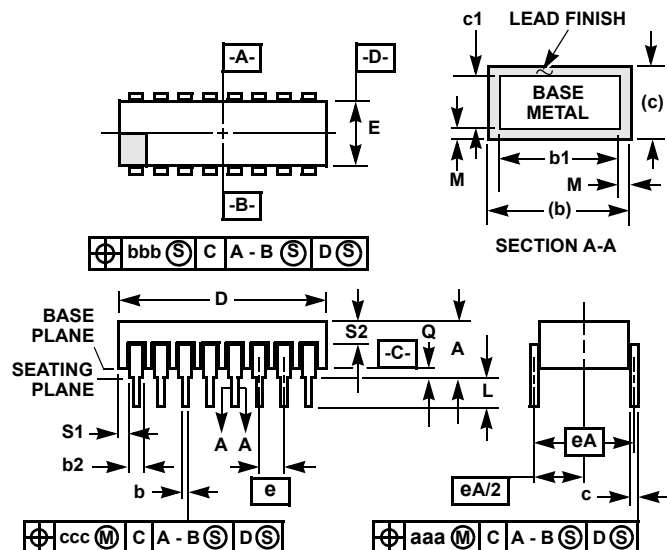 c1
LEAD FINISH
-A-
-D-
BASE
METAL
(c)
E
M
b1
M
-B-
(b)
SECTION A-A
⌖ bbb Ⓢ C A - B Ⓢ D Ⓢ
D
BASE
PLANE
S2
Q
-C-
A
SEATING
PLANE
L
S1
A A
eA
b2
e
eA/2
b
c
⌖ ccc Ⓜ C A - B Ⓢ D Ⓢ
⌖ aaa Ⓜ C A - B Ⓢ D Ⓢ